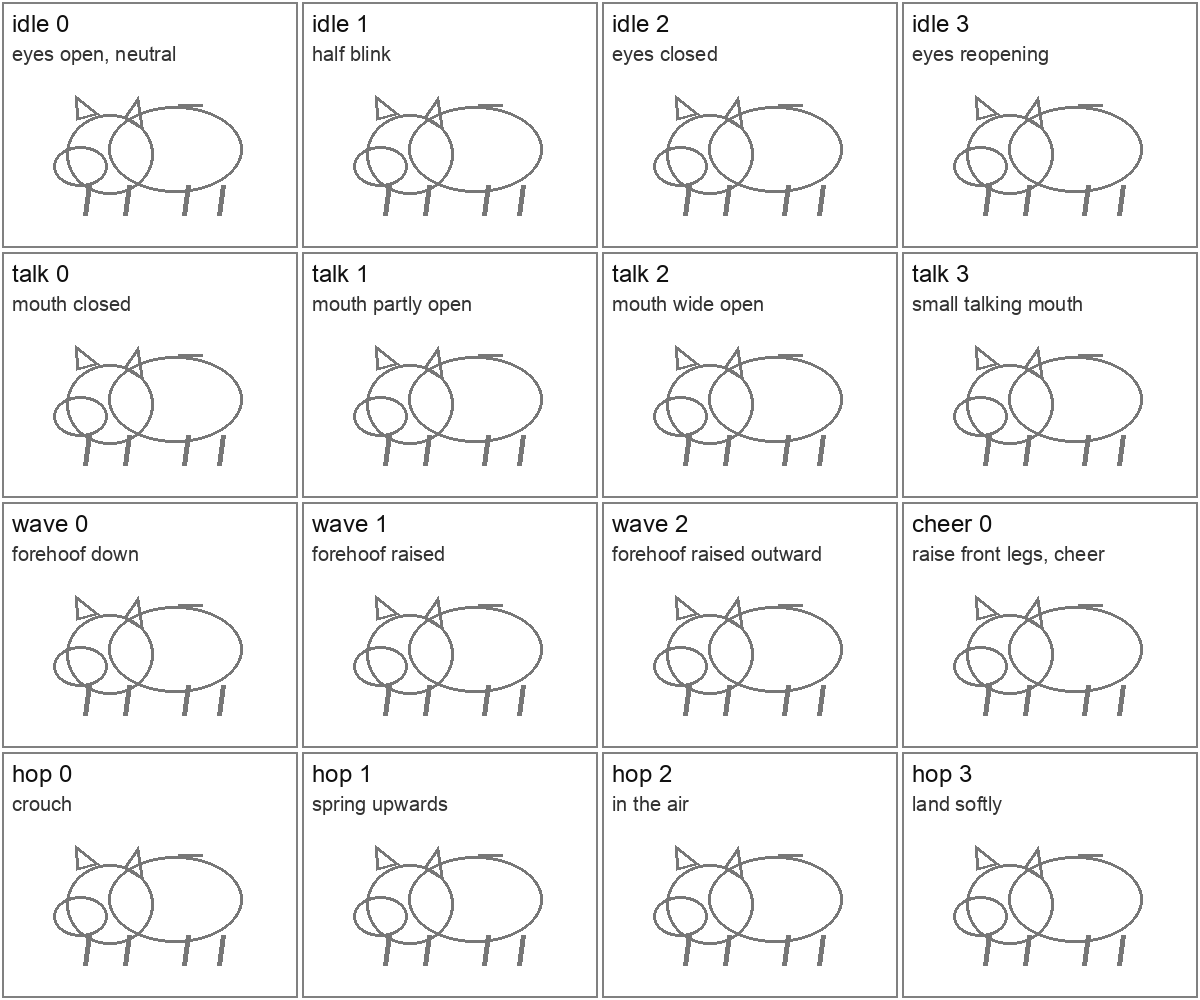 idle 0
eyes open, neutral
idle 1
half blink
idle 2
eyes closed
idle 3
eyes reopening
talk 0
mouth closed
talk 1
mouth partly open
talk 2
mouth wide open
talk 3
small talking mouth
wave 0
forehoof down
wave 1
forehoof raised
wave 2
forehoof raised outward
cheer 0
raise front legs, cheer
hop 0
crouch
hop 1
spring upwards
hop 2
in the air
hop 3
land softly